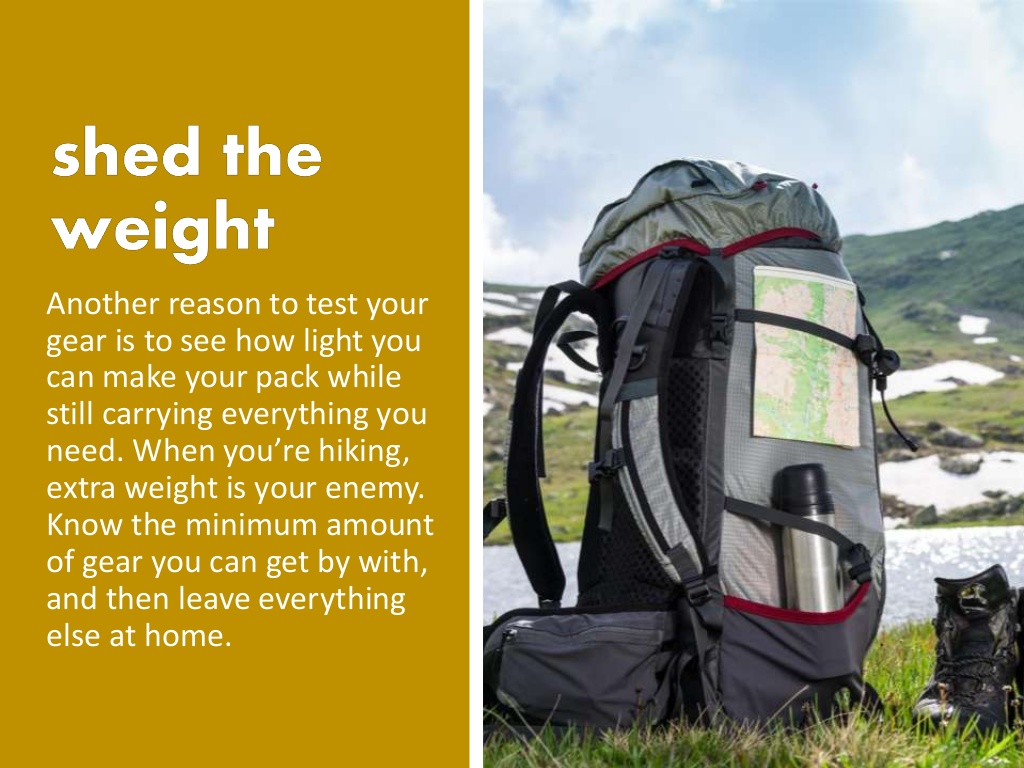 shed the
weight
Another reason to test your
gear is to see how light you
can make your pack while
still carrying everything you
need. When you’re hiking,
extra weight is your enemy.
Know the minimum amount
of gear you can get by with,
and then leave everything
else at home.